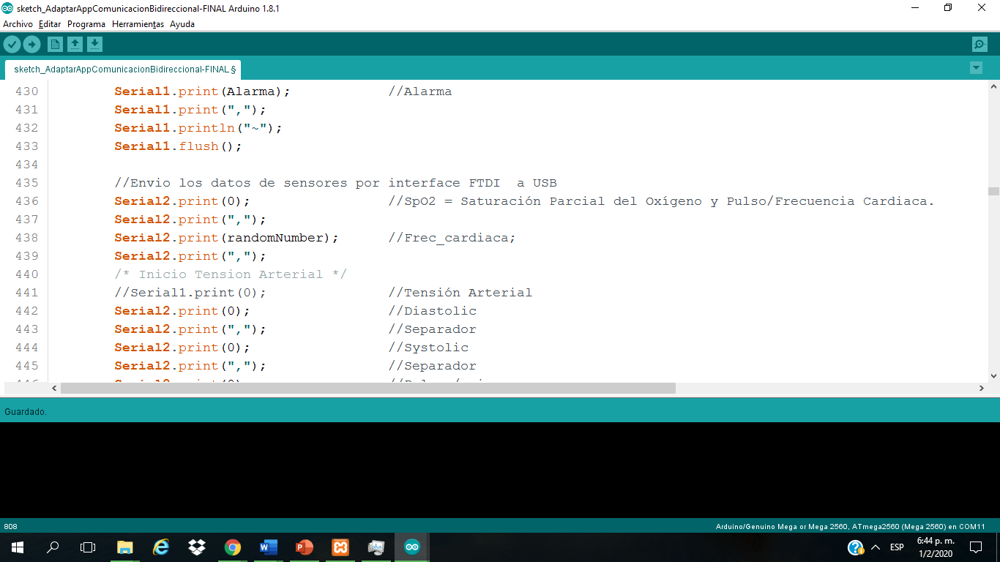 sketch_AdaptarAppComunicacionBidireccional-FINAL Arduino 1.8.1
Archivo Editar Programa Herramientas Ayuda
sketch_AdaptarAppComunicacionBidireccional-FINAL §
430 Serial1.print(Alarma); //Alarma
431 Serial1.print(",");
432 Serial1.println("~");
433 Serial1.flush();
434
435 //Envio los datos de sensores por interface FTDI  a USB
436 Serial2.print(0); //SpO2 = Saturación Parcial del Oxígeno y Pulso/Frecuencia Cardiaca.
437 Serial2.print(",");
438 Serial2.print(randomNumber); //Frec_cardiaca;
439 Serial2.print(",");
440 /* Inicio Tension Arterial */
441 //Serial1.print(0); //Tensión Arterial
442 Serial2.print(0); //Diastolic
443 Serial2.print(","); //Separador
444 Serial2.print(0); //Systolic
445 Serial2.print(","); //Separador
Guardado.
808
Arduino/Genuino Mega or Mega 2560, ATmega2560 (Mega 2560) en COM11
ESP
6:44 p. m.
1/2/2020